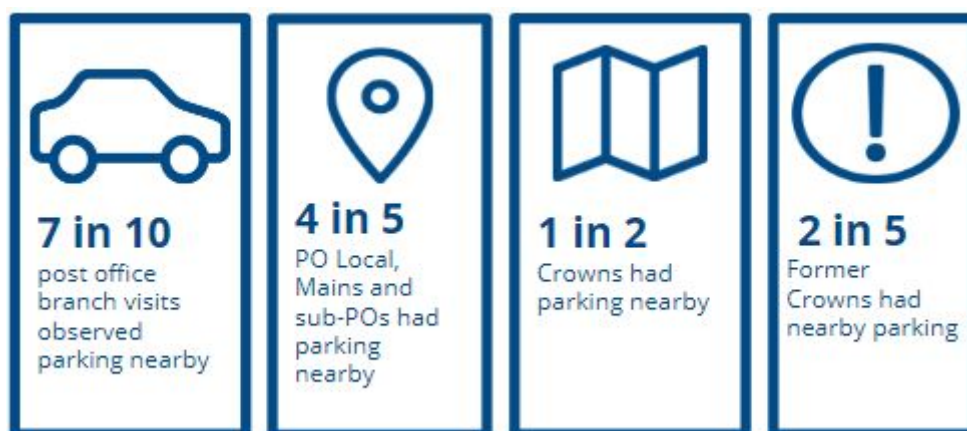 7 in 10
post office
branch visits
observed
parking nearby
4 in 5
PO Local,
Mains and
sub-POs had
parking
nearby
1 in 2
Crowns had
parking nearby
2 in 5
Former
Crowns had
nearby parking